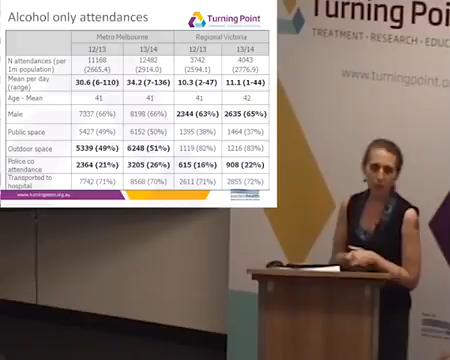 Alcohol only attendances
Turning Point
Metro Melbourne Regional Victoria
12/13 13/14 12/13 13/14
N attendances (per 1m population) 11168 (2665.4) 12482 (2914.0) 3742 (2594.1) 4043 (2776.9)
Mean per day (range) 30.6 (6-110) 34.2 (7-136) 10.3 (2-47) 11.1 (1-44)
Age - Mean 41 41 41 42
Male 7337 (66%) 8198 (66%) 2344 (63%) 2635 (65%)
Public space 5427 (49%) 6152 (50%) 1395 (38%) 1464 (37%)
Outdoor space 5339 (49%) 6248 (51%) 1119 (82%) 1216 (83%)
Police co attendance 2364 (21%) 3205 (26%) 615 (16%) 908 (22%)
Transported to hospital 7742 (71%) 8568 (70%) 2611 (71%) 2855 (72%)
www.turningpoint.org.au
Turning Poin
TREATMENT • RESEARCH • EDUC
www.turningpoint.
Turning